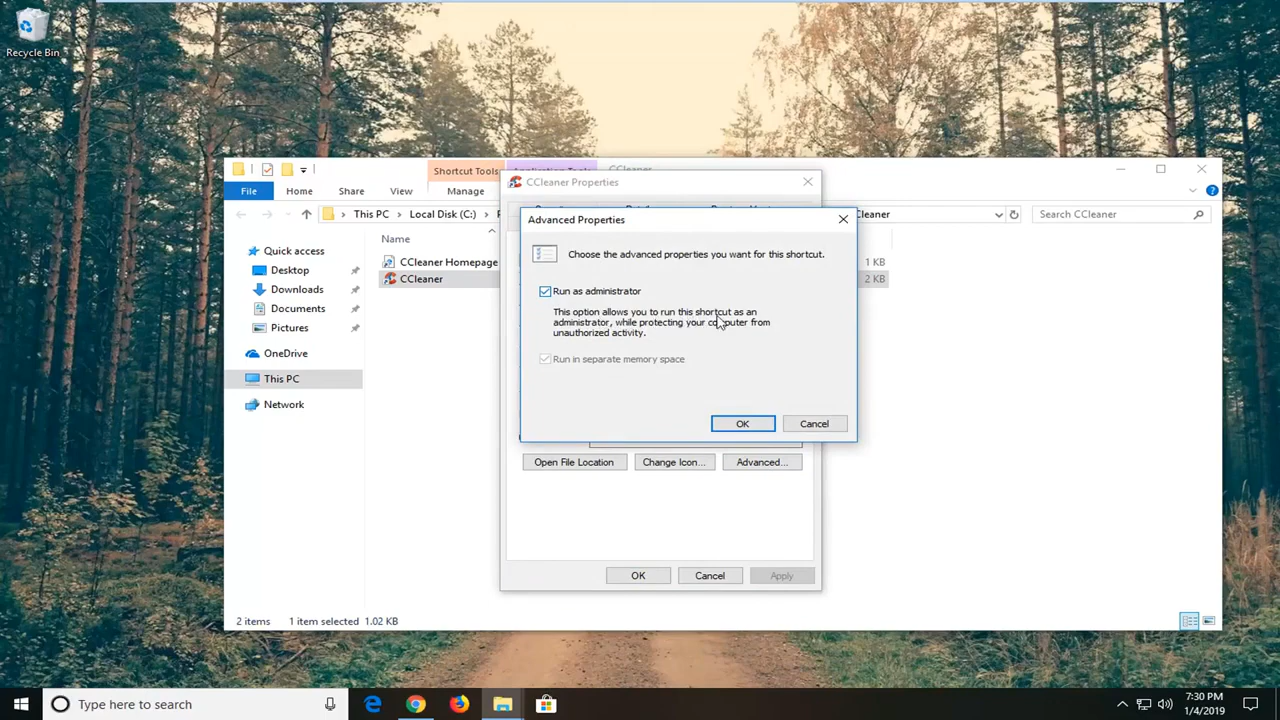 Recycle Bin
Shortcut Tools
CCleaner
File
Home
Share
View
Manage
This PC
Local Disk (C:)
Cleaner
Search CCleaner
Quick access
Desktop
Downloads
Documents
Pictures
OneDrive
This PC
Network
Name
CCleaner Homepage
1 KB
CCleaner
2 KB
2 items
1 item selected 1.02 KB
CCleaner Properties
Advanced Properties
Choose the advanced properties you want for this shortcut.
Run as administrator
This option allows you to run this shortcut as an
administrator, while protecting your computer from
unauthorized activity.
Run in separate memory space
OK
Cancel
Open File Location
Change Icon...
Advanced...
OK
Cancel
Apply
Type here to search
7:30 PM
1/4/2019